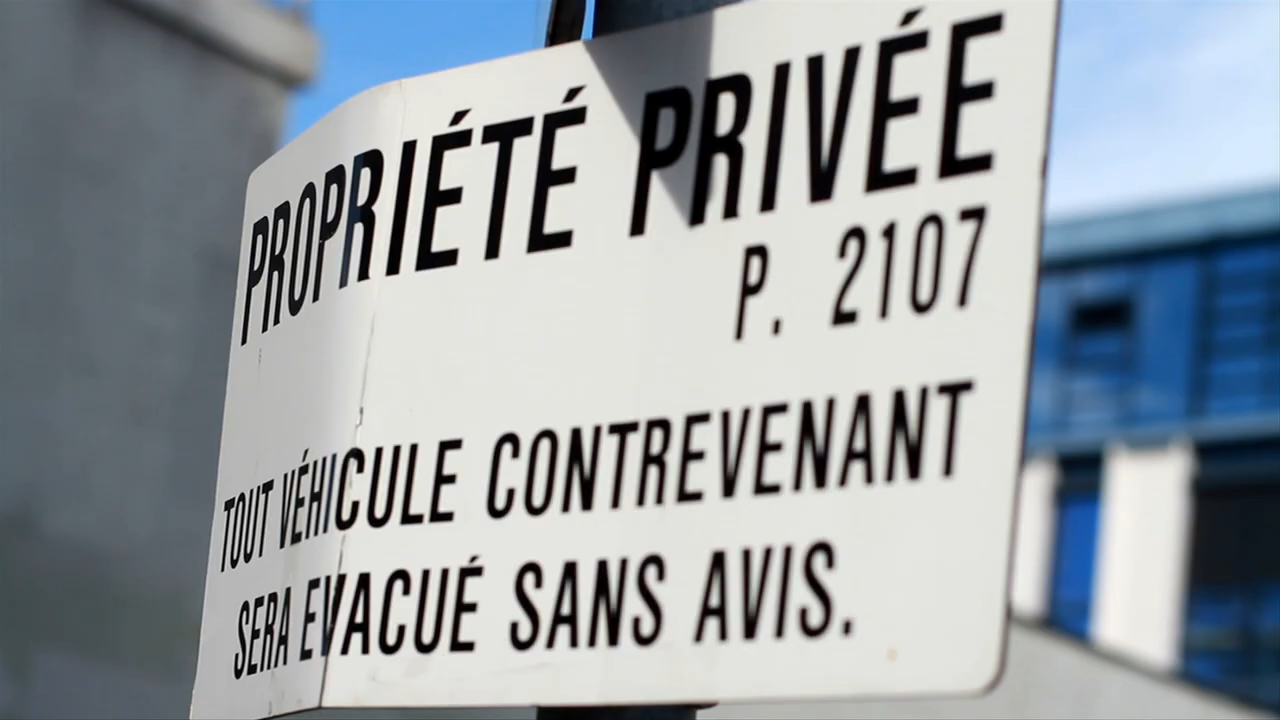 PROPRIÉTÉ PRIVÉE
P. 2107
TOUT VÉHICULE CONTREVENANT
SERA EVACUÉ SANS AVIS.